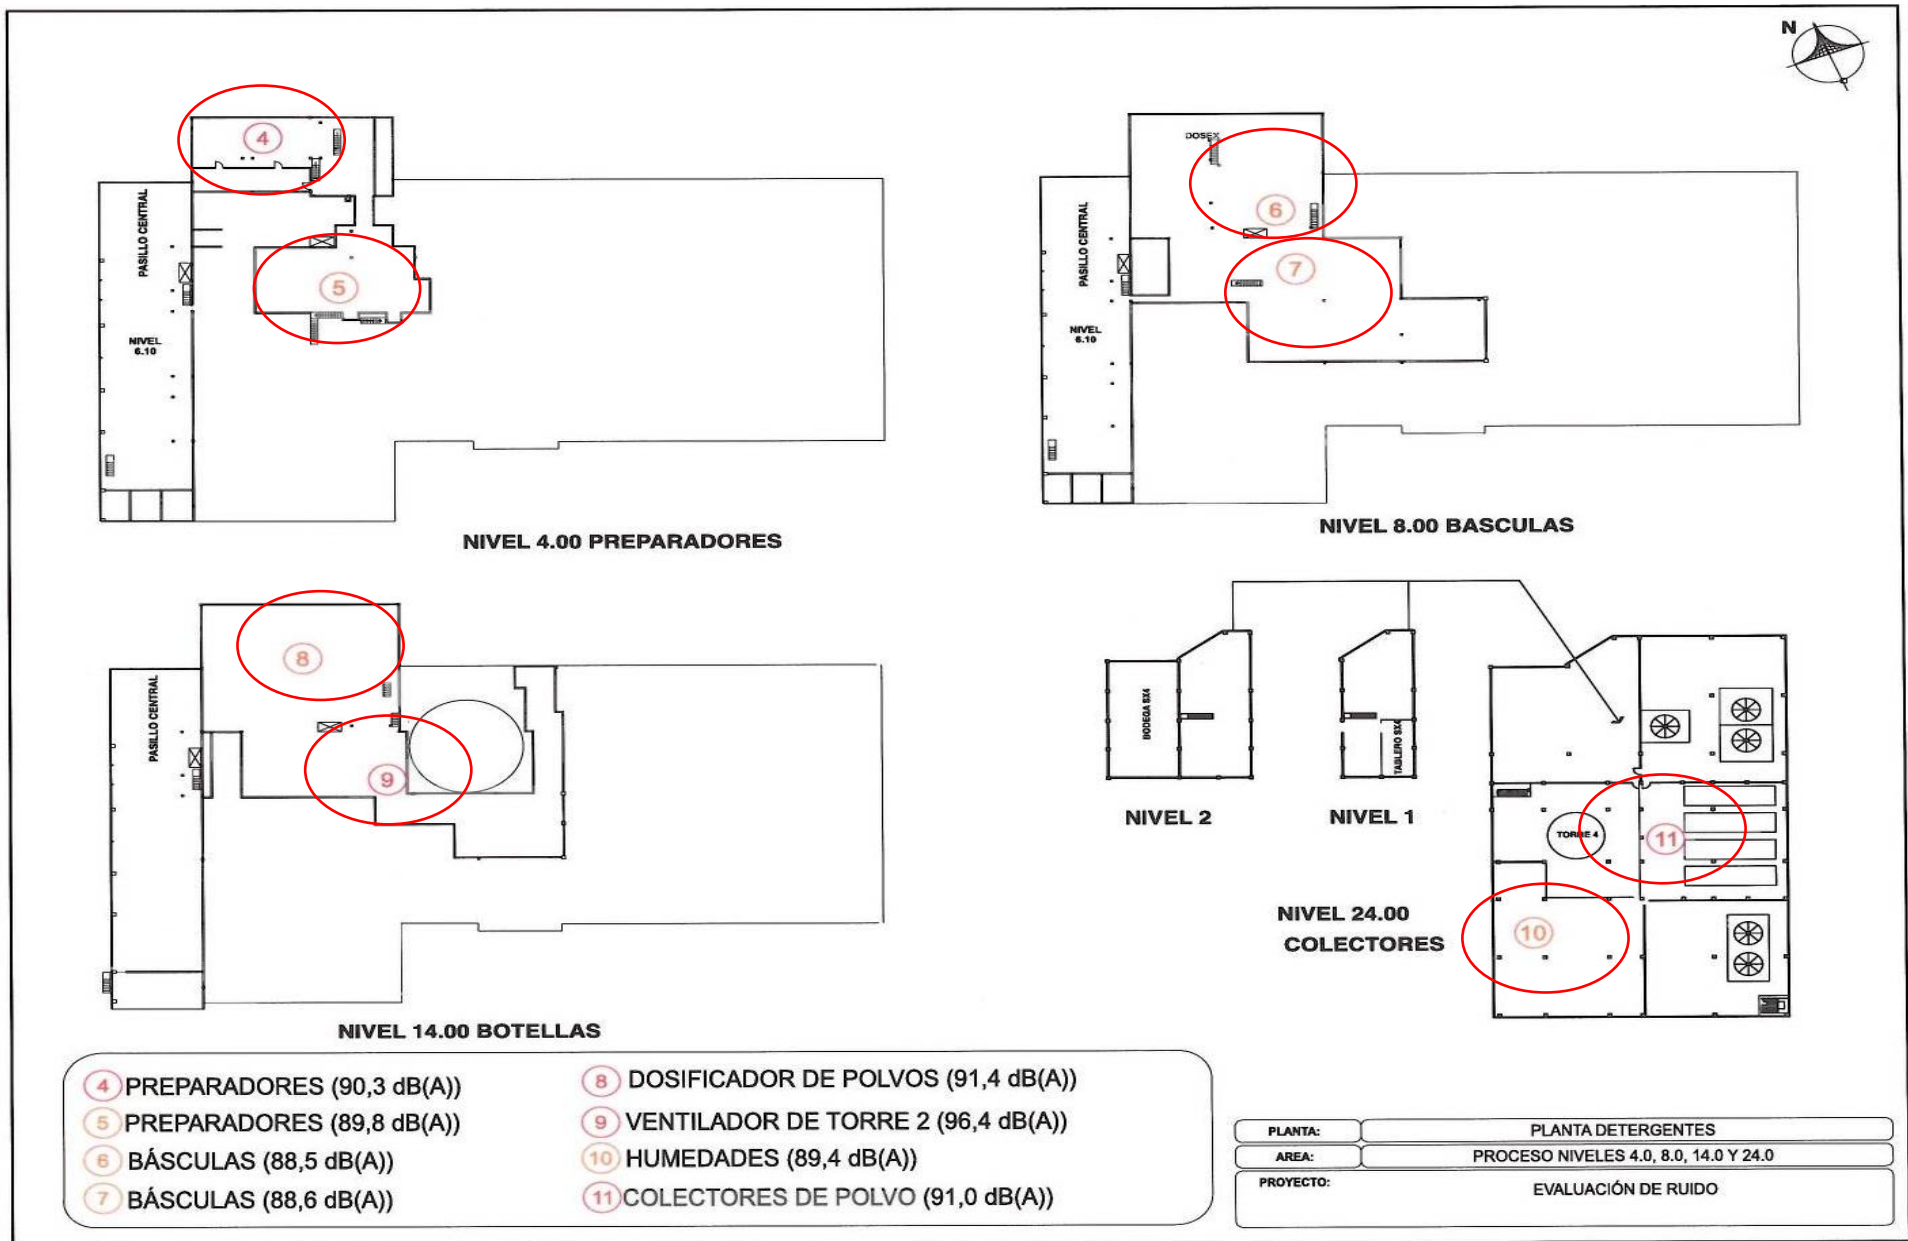 N
4
PASILLO CENTRAL
5
NIVEL
6.10
NIVEL 4.00 PREPARADORES
DOSEX
6
PASILLO CENTRAL
7
NIVEL
6.10
NIVEL 8.00 BASCULAS
8
PASILLO CENTRAL
9
NIVEL 14.00 BOTELLAS
BODEGA SX4
TABLERO SX4
NIVEL 2
NIVEL 1
TORRE 4
11
NIVEL 24.00
COLECTORES
10
4 PREPARADORES (90,3 dB(A))
5 PREPARADORES (89,8 dB(A))
6 BÁSCULAS (88,5 dB(A))
7 BÁSCULAS (88,6 dB(A))
8 DOSIFICADOR DE POLVOS (91,4 dB(A))
9 VENTILADOR DE TORRE 2 (96,4 dB(A))
10 HUMEDADES (89,4 dB(A))
11 COLECTORES DE POLVO (91,0 dB(A))
PLANTA: PLANTA DETERGENTES
AREA: PROCESO NIVELES 4.0, 8.0, 14.0 Y 24.0
PROYECTO: EVALUACIÓN DE RUIDO